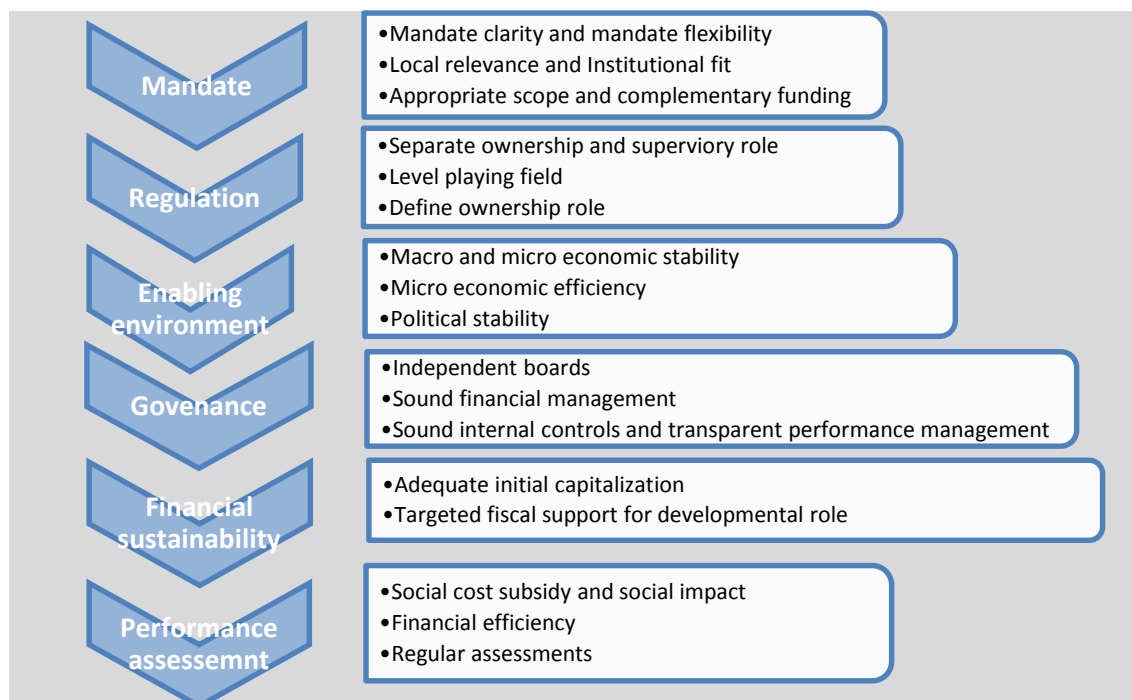 Mandate
•Mandate clarity and mandate flexibility
•Local relevance and Institutional fit
•Appropriate scope and complementary funding
Regulation
•Separate ownership and superviory role
•Level playing field
•Define ownership role
Enabling
environment
•Macro and micro economic stability
•Micro economic efficiency
•Political stability
Govenance
•Independent boards
•Sound financial management
•Sound internal controls and transparent performance management
Financial
sustainability
•Adequate initial capitalization
•Targeted fiscal support for developmental role
Performance
assessemnt
•Social cost subsidy and social impact
•Financial efficiency
•Regular assessments